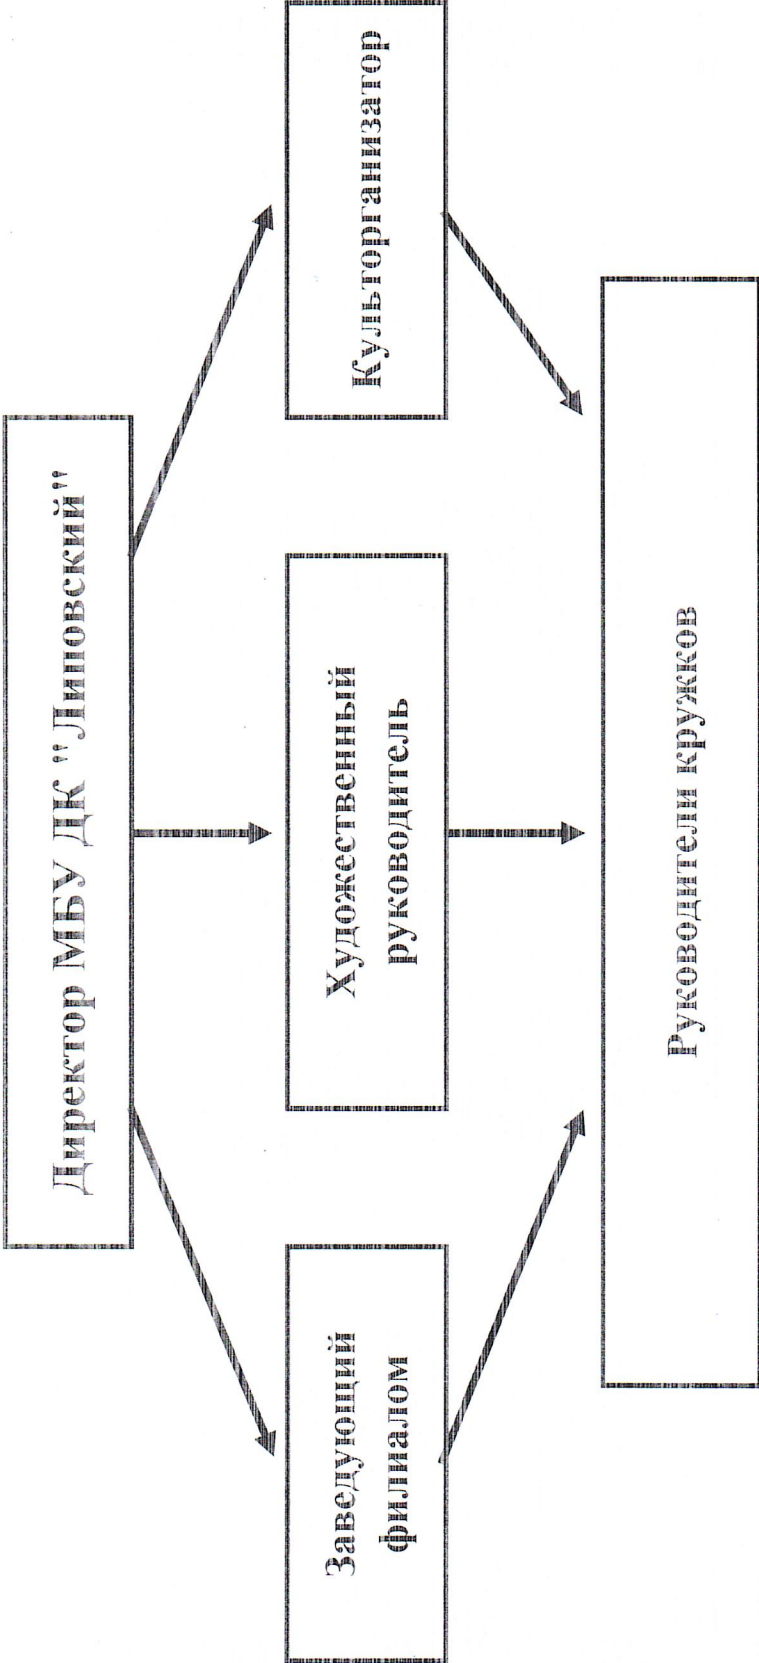 Директор МБУ ДК "Липовский"
Заведующий
филиалом
Художественный
руководитель
Культорганизатор
Руководители кружков